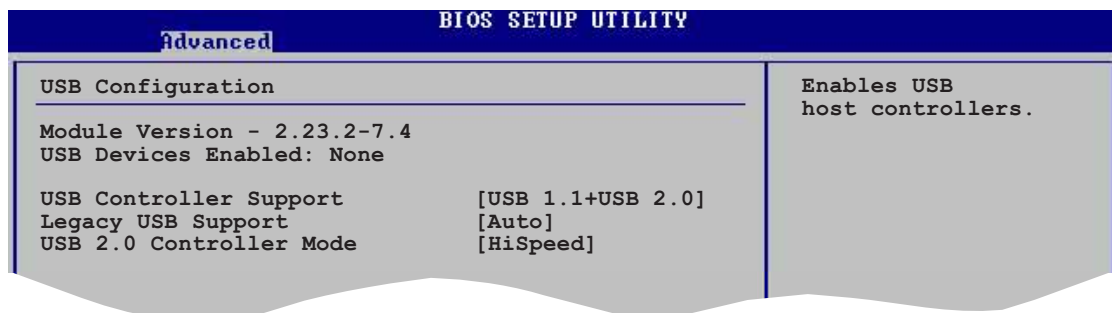 BIOS SETUP UTILITY
Advanced
USB Configuration
Module Version - 2.23.2-7.4
USB Devices Enabled: None
USB Controller Support [USB 1.1+USB 2.0]
Legacy USB Support [Auto]
USB 2.0 Controller Mode [HiSpeed]
Enables USB
host controllers.